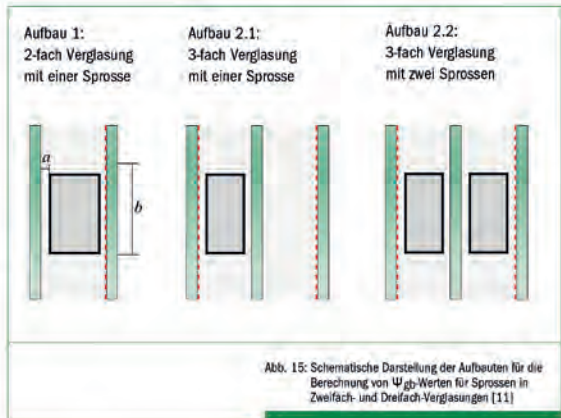 Aufbau 1:
2-fach Verglasung
mit einer Sprosse
Aufbau 2.1:
3-fach Verglasung
mit einer Sprosse
Aufbau 2.2:
3-fach Verglasung
mit zwei Sprossen
a
b
Abb. 15: Schematische Darstellung der Aufbauten für die
Berechnung von Ψgb-Werten für Sprossen in
Zweifach- und Dreifach-Verglasungen [11]